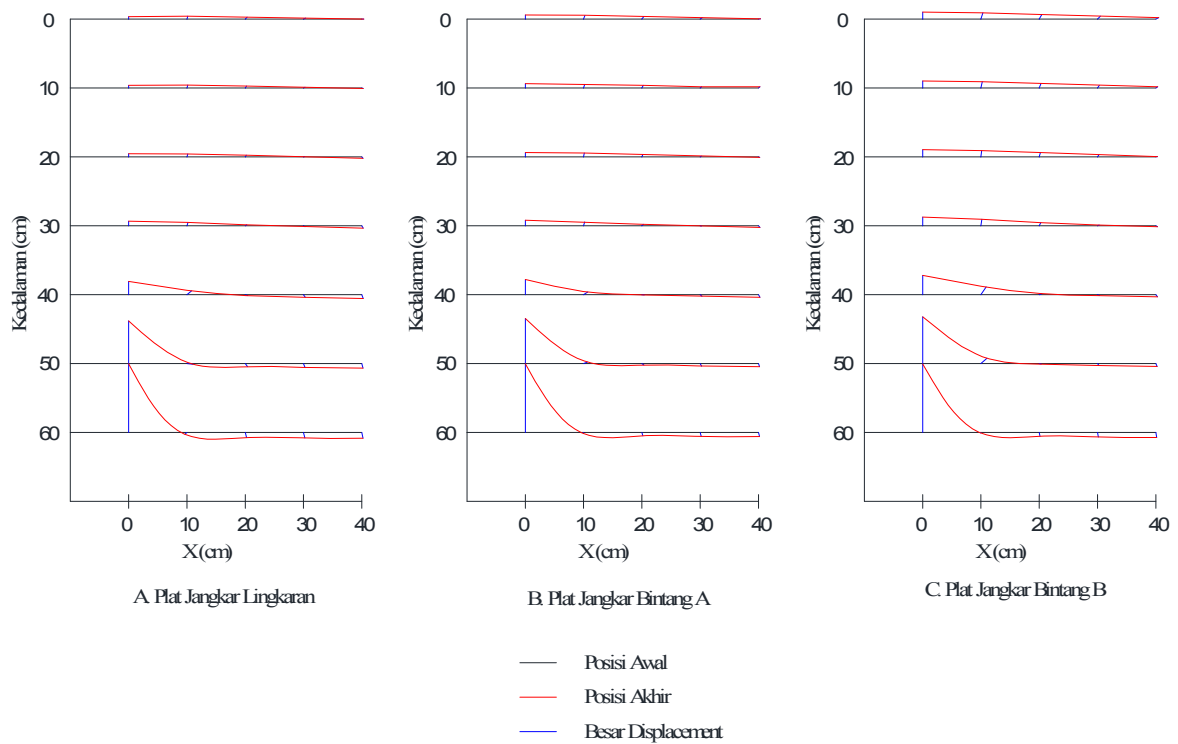 0
10
20
30
40
50
60
Kedalaman (cm)
0 10 20 30 40
X (cm)
A. Plat Jangkar Lingkaran
0
10
20
30
40
50
60
Kedalaman (cm)
0 10 20 30 40
X (cm)
B. Plat Jangkar Bintang A
0
10
20
30
40
50
60
Kedalaman (cm)
0 10 20 30 40
X (cm)
C. Plat Jangkar Bintang B
Posisi Awal
Posisi Akhir
Besar Displacement